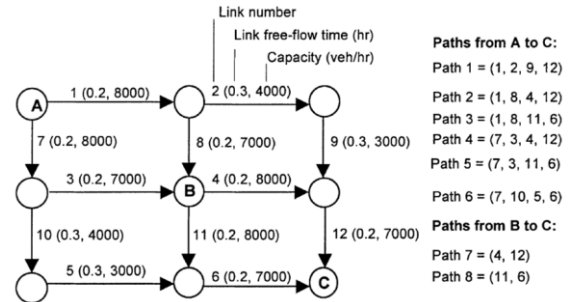 Link number
Link free-flow time (hr)
Capacity (veh/hr)
1 (0.2, 8000)
2 (0.3, 4000)
A
7 (0.2, 8000)
8 (0.2, 7000)
9 (0.3, 3000)
3 (0.2, 7000)
B
4 (0.2, 8000)
10 (0.3, 4000)
11 (0.2, 8000)
12 (0.2, 7000)
5 (0.3, 3000)
6 (0.2, 7000)
C
Paths from A to C:
Path 1 = (1, 2, 9, 12)
Path 2 = (1, 8, 4, 12)
Path 3 = (1, 8, 11, 6)
Path 4 = (7, 3, 4, 12)
Path 5 = (7, 3, 11, 6)
Path 6 = (7, 10, 5, 6)
Paths from B to C:
Path 7 = (4, 12)
Path 8 = (11, 6)